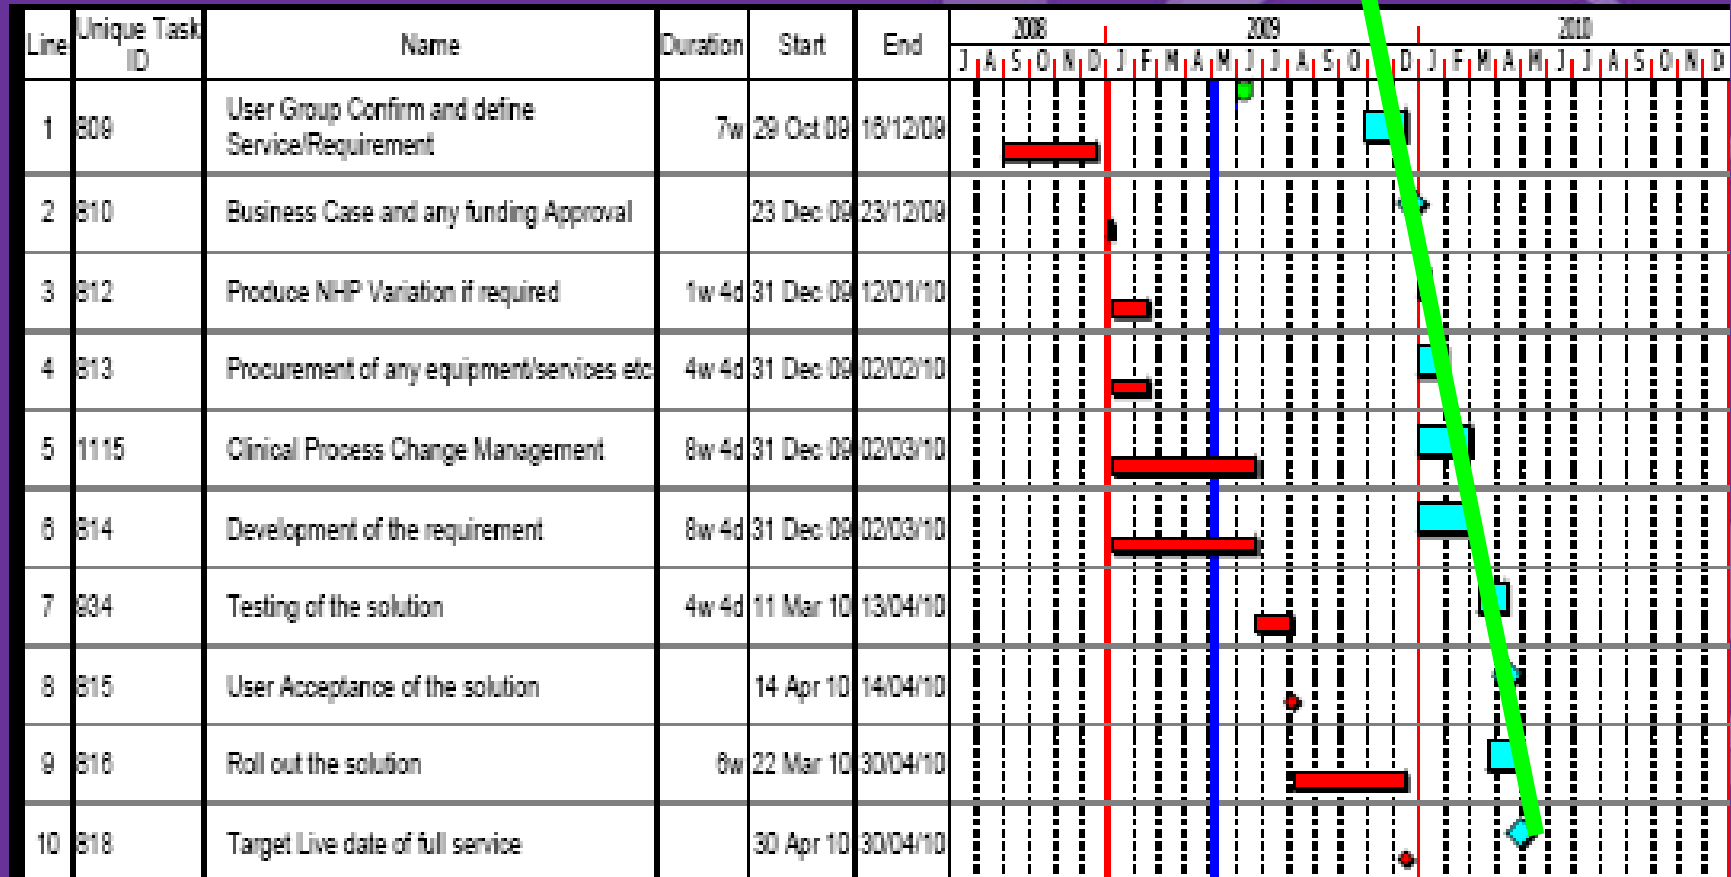 2008 2009 2010
Line Unique Task ID Name Duration Start End J A S O N D J F M A M J J A S O D J F M A M J J A S O N D
1 809 User Group Confirm and define Service/Requirement 7w 29 Oct 09 16/12/09
2 810 Business Case and any funding Approval 23 Dec 09 23/12/09
3 812 Produce NHP Variation if required 1w 4d 31 Dec 09 12/01/10
4 813 Procurement of any equipment/services etc 4w 4d 31 Dec 09 02/02/10
5 1115 Clinical Process Change Management 8w 4d 31 Dec 09 02/03/10
6 814 Development of the requirement 8w 4d 31 Dec 09 02/03/10
7 934 Testing of the solution 4w 4d 11 Mar 10 13/04/10
8 815 User Acceptance of the solution 14 Apr 10 14/04/10
9 816 Roll out the solution 6w 22 Mar 10 30/04/10
10 818 Target Live date of full service 30 Apr 10 30/04/10